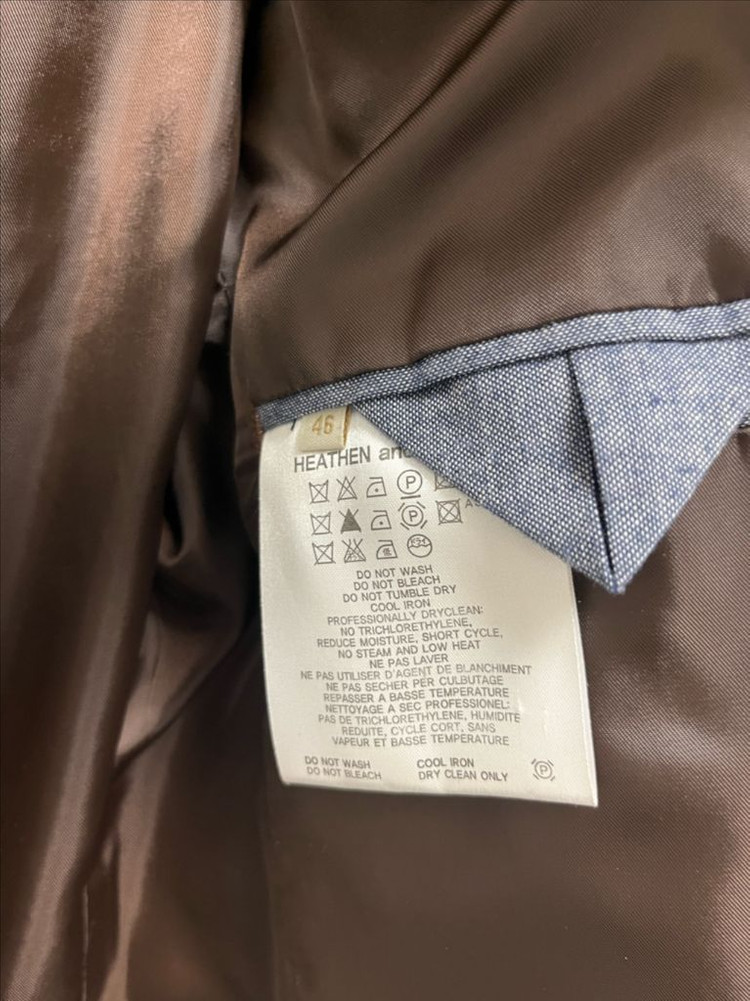 46
HEATHEN and
DO NOT WASH
DO NOT BLEACH
DO NOT TUMBLE DRY
COOL IRON
PROFESSIONALLY DRYCLEAN:
NO TRICHLORETHYLENE,
REDUCE MOISTURE, SHORT CYCLE,
NO STEAM AND LOW HEAT
NE PAS LAVER
NE PAS UTILISER D'AGENT DE BLANCHIMENT
NE PAS SECHER PER CULBUTAGE
REPASSER A BASSE TEMPERATURE
NETTOYAGE A SEC PROFESSIONEL:
PAS DE TRICHLORETHYLENE, HUMIDITE
REDUITE, CYCLE CORT, SANS
VAPEUR ET BASSE TEMPERATURE
DO NOT WASH COOL IRON
DO NOT BLEACH DRY CLEAN ONLY P